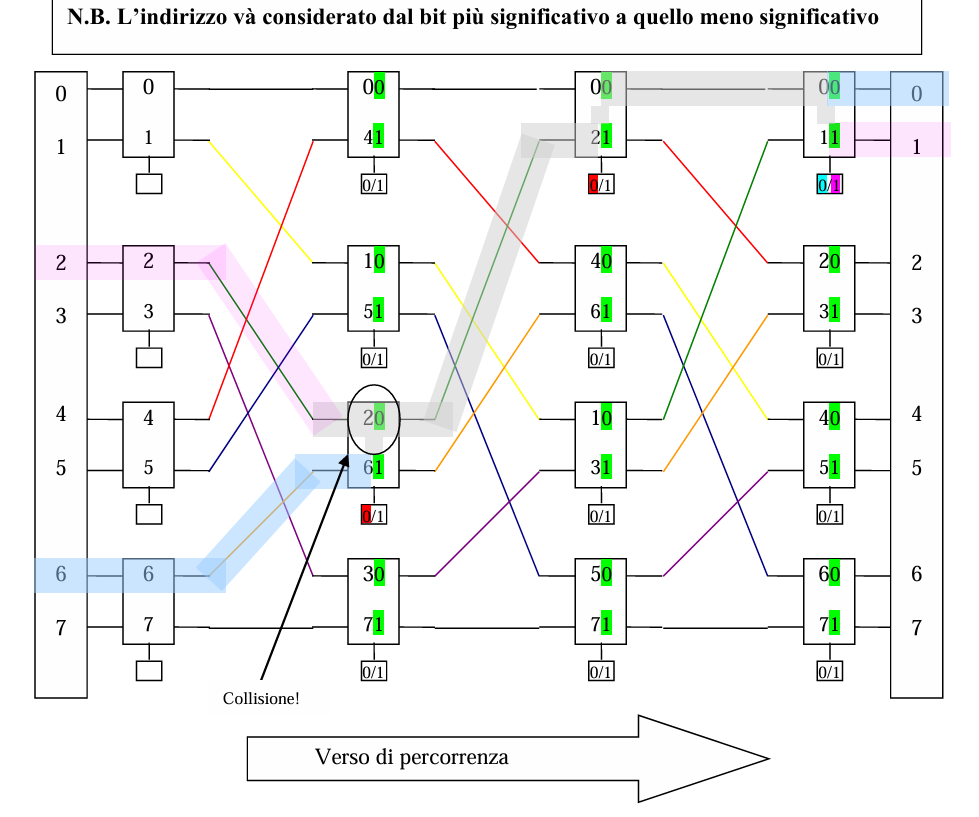 N.B. L’indirizzo và considerato dal bit più significativo a quello meno significativo
0 0 00 00 00 0
1 1 41 21 11 1
0/1 0/1 0/1
2 2 10 40 20 2
3 3 51 61 31 3
0/1 0/1 0/1
4 4 20 10 40 4
5 5 61 31 51 5
0/1 0/1 0/1
6 6 30 50 60 6
7 7 71 71 71 7
0/1 0/1 0/1
Collisione!
Verso di percorrenza